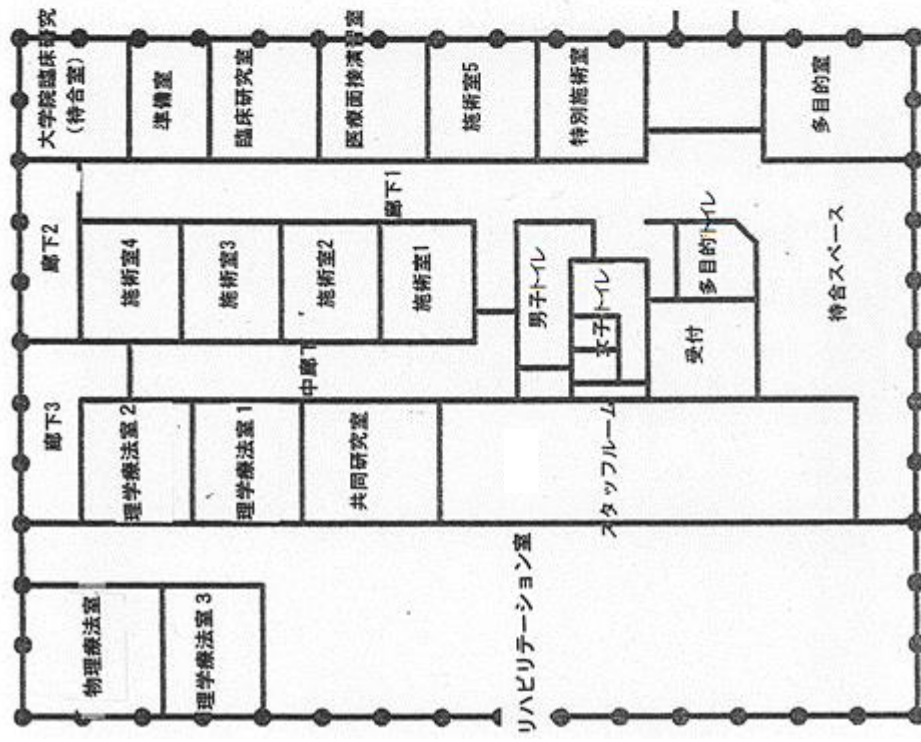 大学院臨床研究
(待合室)
準備室
臨床研究室
医療面接演習室
施術室5
特別施術室
多目的室
廊下1
廊下2
施術室4
施術室3
施術室2
施術室1
男子トイレ
女子トイレ
多目的トイレ
受付
待合スペース
中廊下
廊下3
理学療法室2
理学療法室1
共同研究室
スタッフルーム
リハビリテーション室
物理療法室
理学療法室3